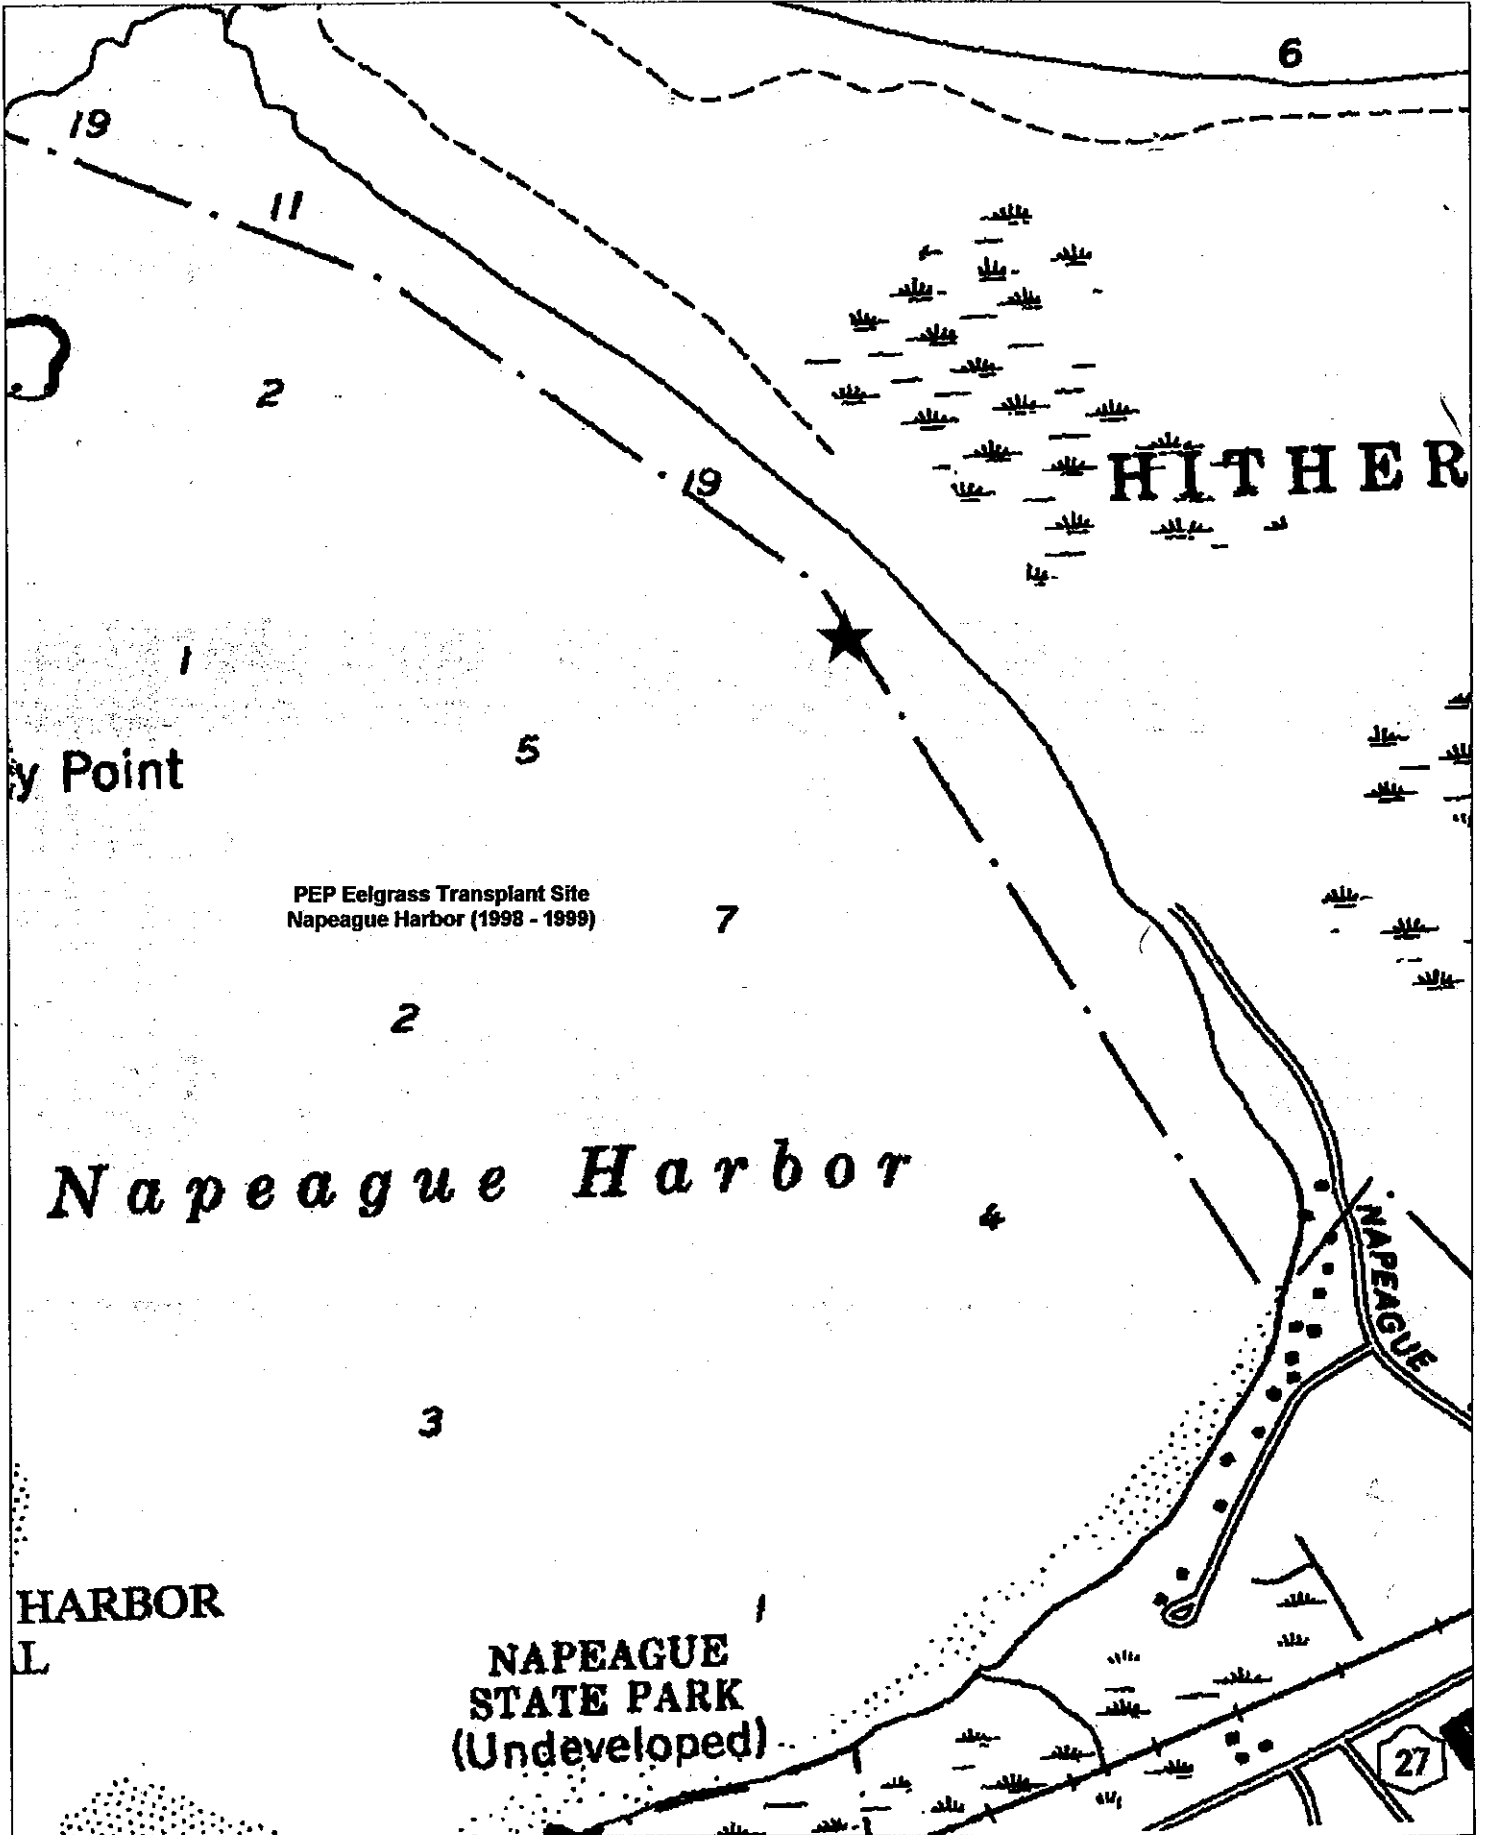 6
19
11
2
19
HITHER
1
5
y Point
PEP Eelgrass Transplant Site
Napeague Harbor (1998 - 1999)
7
2
Napeague Harbor
4
NAPEAGUE
3
HARBOR
L
1
NAPEAGUE
STATE PARK
(Undeveloped)
27